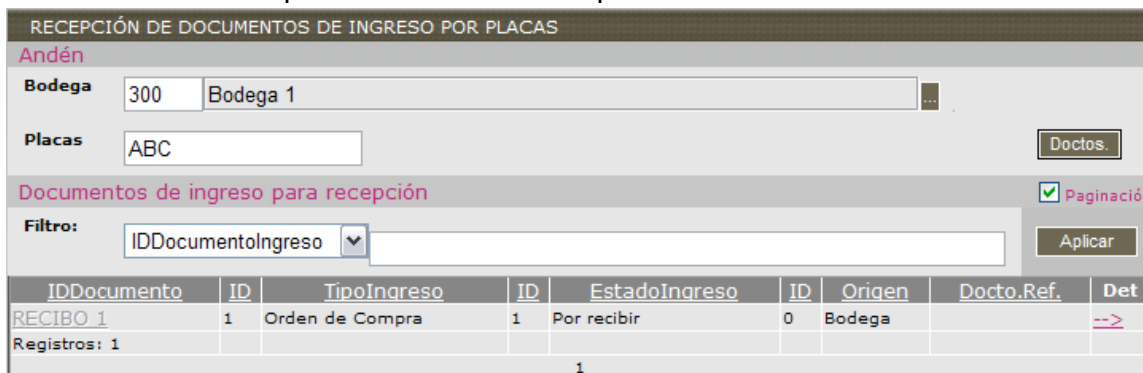 RECEPCIÓN DE DOCUMENTOS DE INGRESO POR PLACAS
Andén
Bodega 300 Bodega 1 ...
Placas ABC Doctos.
Documentos de ingreso para recepción Paginació
Filtro: IDDocumentoIngreso Aplicar
IDDocumento ID TipoIngreso ID EstadoIngreso ID Origen Docto.Ref. Det
RECIBO 1 1 Orden de Compra 1 Por recibir 0 Bodega -->
Registros: 1
1